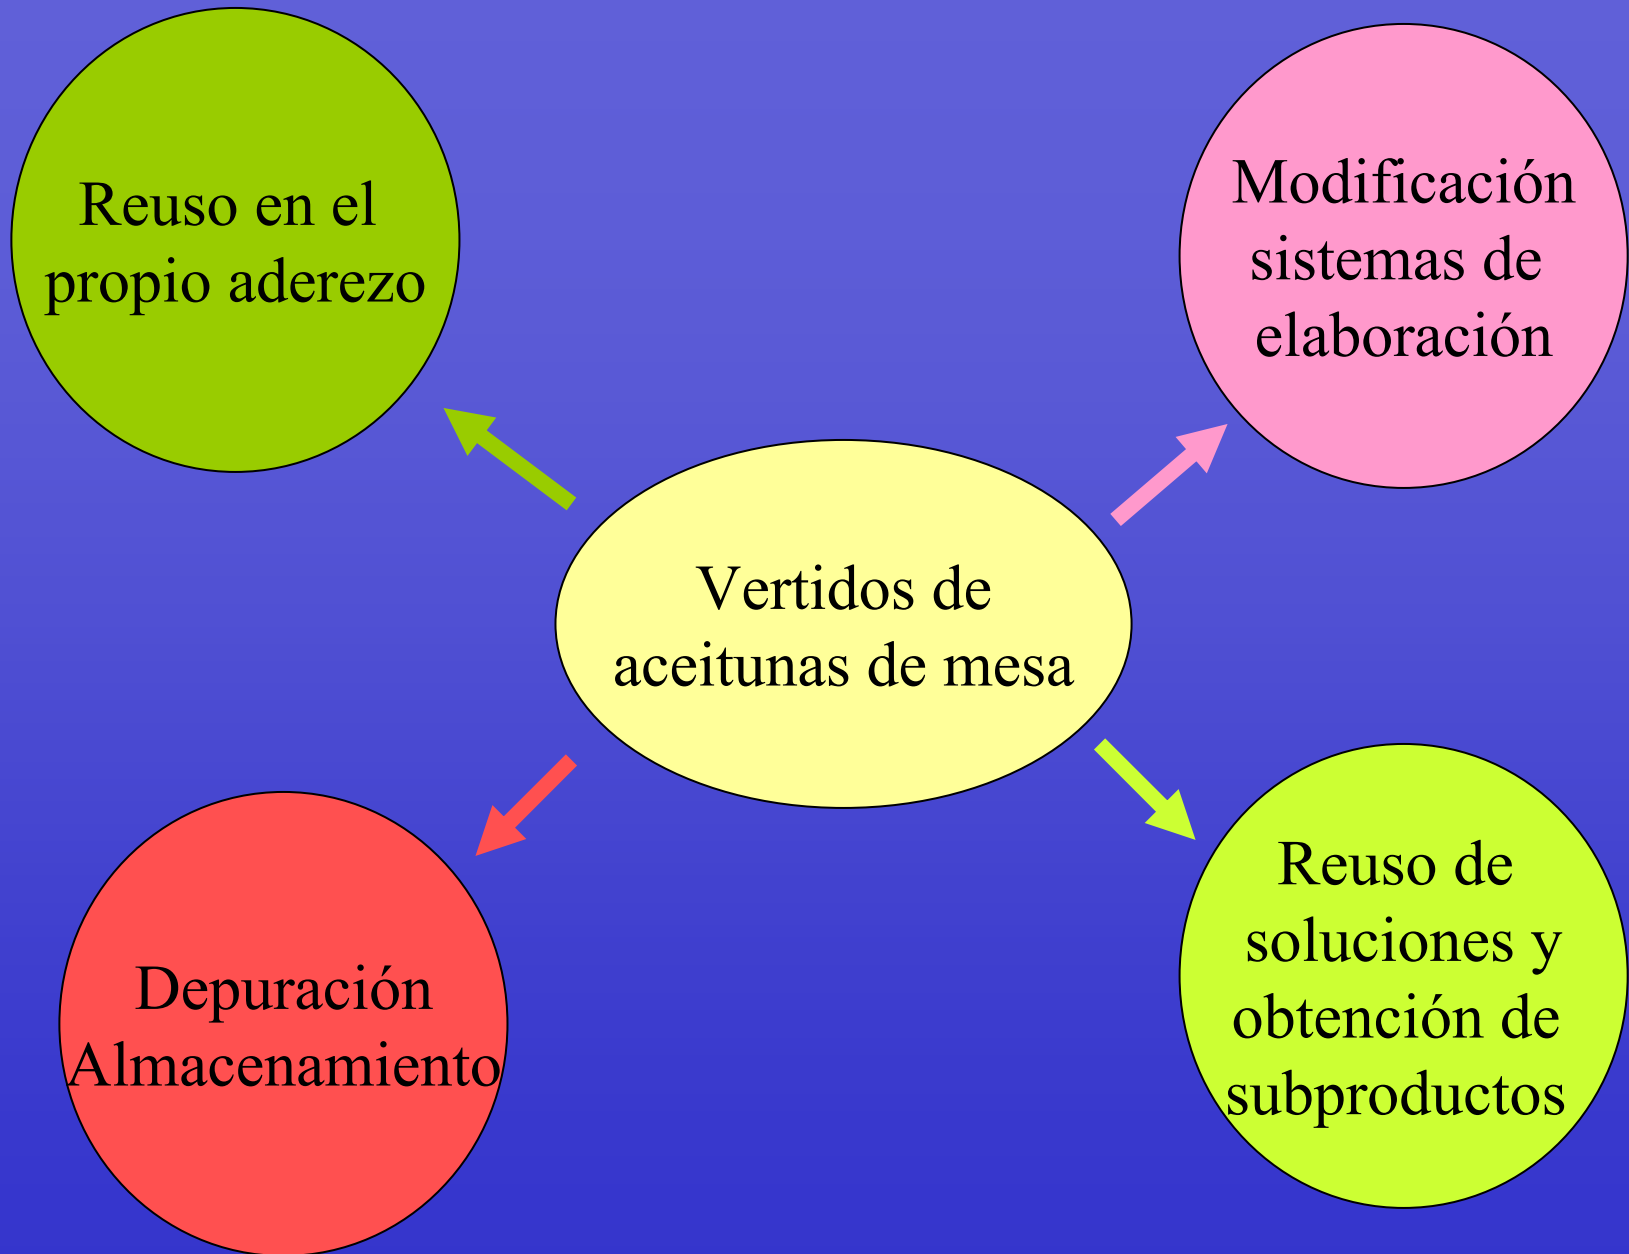 Reuso en el
propio aderezo
Modificación
sistemas de
elaboración
Vertidos de
aceitunas de mesa
Depuración
Almacenamiento
Reuso de
soluciones y
obtención de
subproductos